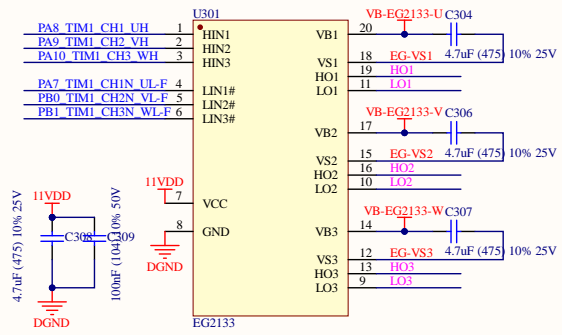 U301
PA8_TIM1_CH1_UH 1 HIN1
PA9_TIM1_CH2_VH 2 HIN2
PA10_TIM1_CH3_WH 3 HIN3
PA7_TIM1_CH1N_UL-F 4 LIN1#
PB0_TIM1_CH2N_VL-F 5 LIN2#
PB1_TIM1_CH3N_WL-F 6 LIN3#
11VDD
7 VCC
8 GND
DGND
11VDD
C308
4.7uF (475) 10% 25V
C309
100nF (104) 10% 50V
DGND
VB-EG2133-U
C304
VB1 20
4.7uF (475) 10% 25V
VS1 18 EG-VS1
HO1 19 HO1
LO1 11 LO1
VB-EG2133-V
C306
VB2 17
4.7uF (475) 10% 25V
VS2 15 EG-VS2
HO2 16 HO2
LO2 10 LO2
VB-EG2133-W
C307
VB3 14
4.7uF (475) 10% 25V
VS3 12 EG-VS3
HO3 13 HO3
LO3 9 LO3
EG2133